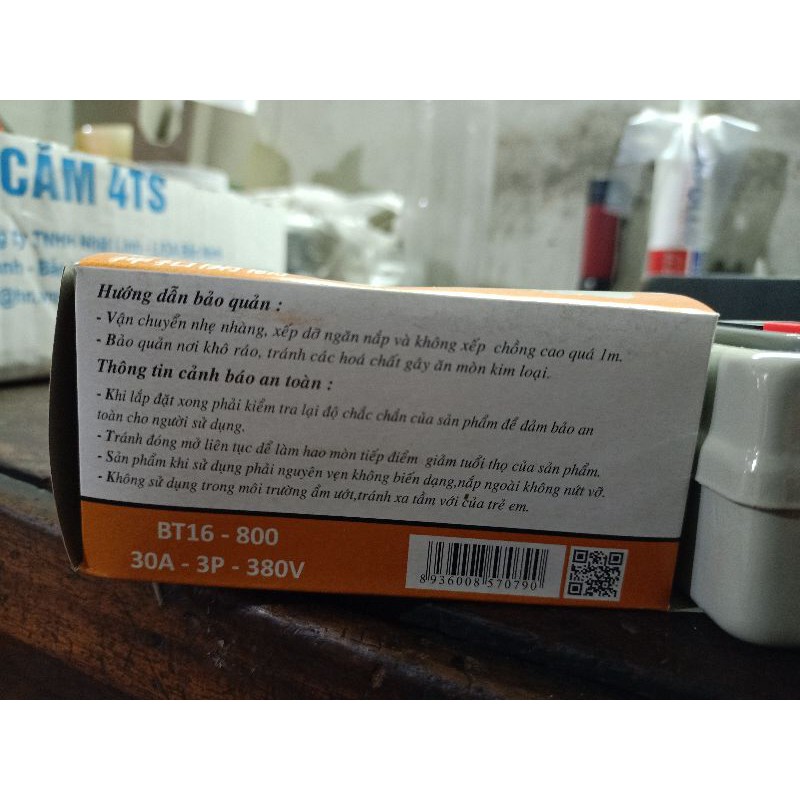 CĂM 4TS
Hướng dẫn bảo quản :
- Vận chuyển nhẹ nhàng, xếp dỡ ngăn nắp và không xếp chồng cao quá 1m.
- Bảo quản nơi khô ráo, tránh các hoá chất gây ăn mòn kim loại.
Thông tin cảnh báo an toàn :
- Khi lắp đặt xong phải kiểm tra lại độ chắc chắn của sản phẩm để đảm bảo an
toàn cho người sử dụng.
- Tránh đóng mở liên tục để làm hao mòn tiếp điểm giảm tuổi thọ của sản phẩm.
- Sản phẩm khi sử dụng phải nguyên vẹn không biến dạng,nắp ngoài không nứt vỡ.
- Không sử dụng trong môi trường ẩm ướt,tránh xa tầm với của trẻ em.
BT16 - 800
30A - 3P - 380V
8 936008 570790